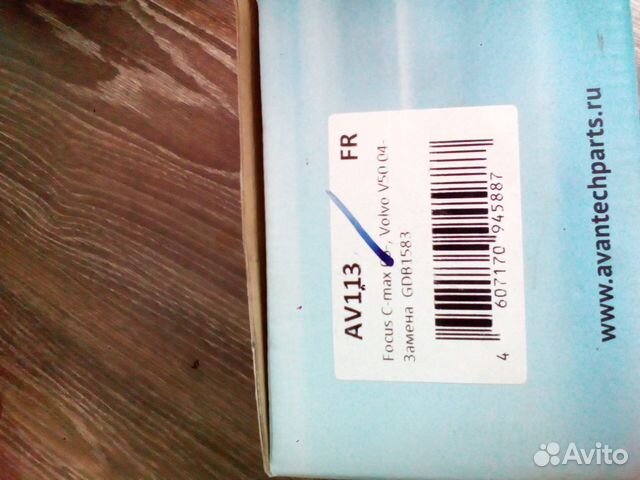 AV113 FR
Focus C-max -, Volvo V50 04-
Замена GDB1583
4 607170 945887
www.avantechparts.ru
Avito